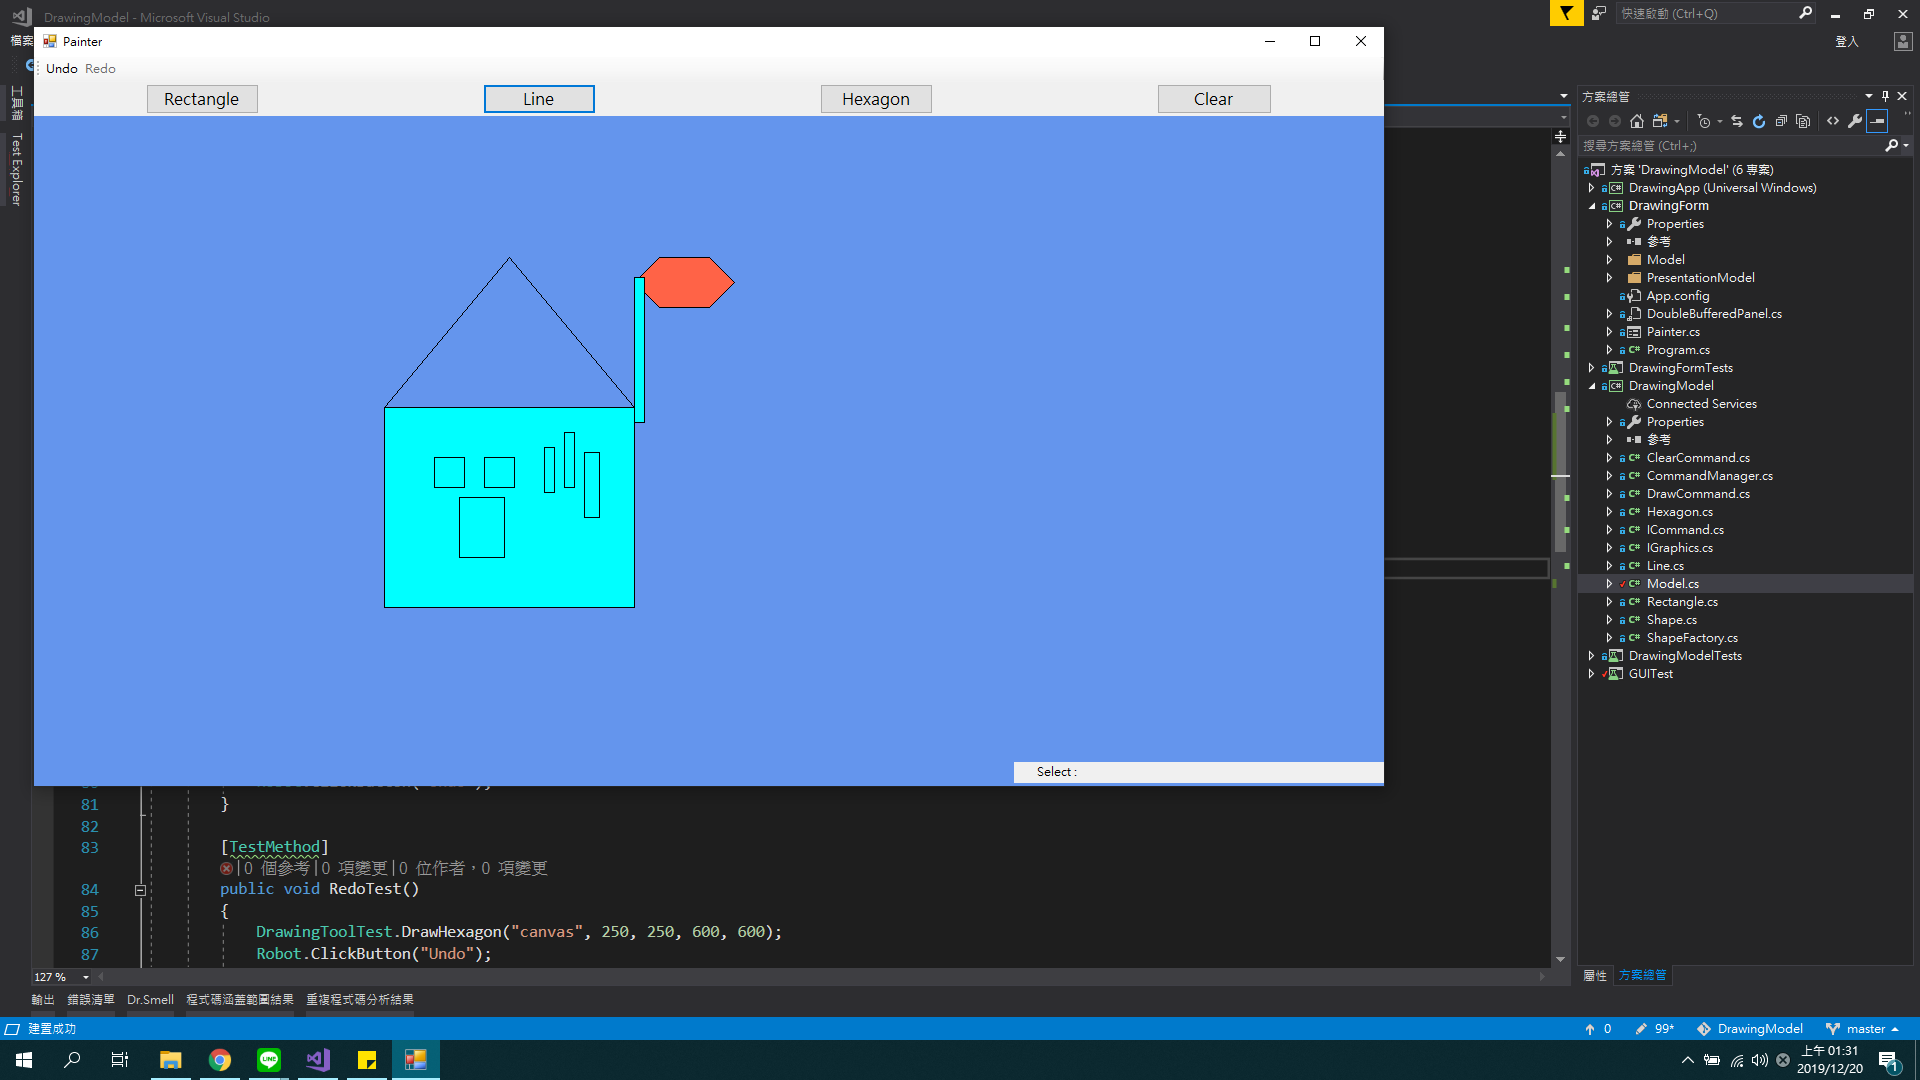 DrawingModel - Microsoft Visual Studio
快速啟動 (Ctrl+Q)
檔案
登入
Painter
Undo Redo
Rectangle
Line
Hexagon
Clear
工具箱
Test Explorer
方案總管
搜尋方案總管 (Ctrl+;)
方案 'DrawingModel' (6 專案)
DrawingApp (Universal Windows)
DrawingForm
Properties
參考
Model
PresentationModel
App.config
DoubleBufferedPanel.cs
Painter.cs
Program.cs
DrawingFormTests
DrawingModel
Connected Services
Properties
參考
ClearCommand.cs
CommandManager.cs
DrawCommand.cs
Hexagon.cs
ICommand.cs
IGraphics.cs
Line.cs
Model.cs
Rectangle.cs
Shape.cs
ShapeFactory.cs
DrawingModelTests
GUITest
Select :
81 }
82
83 [TestMethod]
|0 個參考|0 項變更|0 位作者，0 項變更
84 public void RedoTest()
85 {
86 DrawingToolTest.DrawHexagon("canvas", 250, 250, 600, 600);
87 Robot.ClickButton("Undo");
127 %
屬性 方案總管
輸出 錯誤清單 Dr.Smell 程式碼涵蓋範圍結果 重複程式碼分析結果
建置成功
0 99* DrawingModel master
上午 01:31
2019/12/20
1